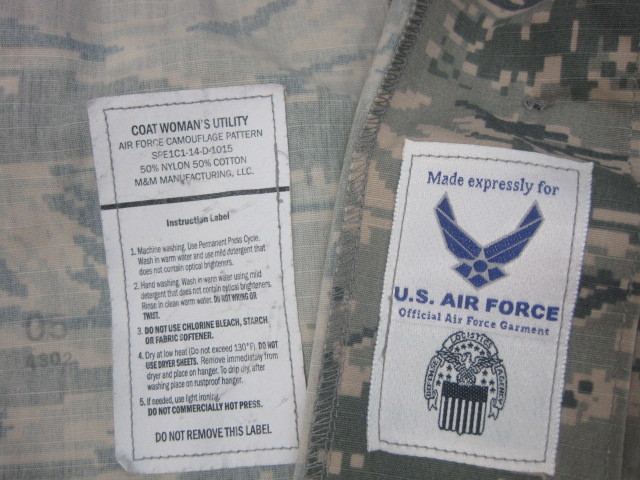 COAT WOMAN'S UTILITY
AIR FORCE CAMOUFLAGE PATTERN
SPE1C1-14-D-1015
50% NYLON 50% COTTON
M&M MANUFACTURING, LLC.
Instruction Label
1. Machine washing. Use Permanent Press Cycle.
Wash in warm water and use mild detergent that
does not contain optical brighteners.
2. Hand washing. Wash in warm water using mild
detergent that does not contain optical brighteners.
Rinse in clean warm water. DO NOT WRING OR
TWIST.
3. DO NOT USE CHLORINE BLEACH, STARCH
OR FABRIC SOFTENER.
4. Dry at low heat (Do not exceed 130°F). DO NOT
USE DRYER SHEETS. Remove immediately from
dryer and place on hanger. To drip dry, after
washing place on rustproof hanger.
5. If needed, use light ironing.
DO NOT COMMERCIALLY HOT PRESS.
DO NOT REMOVE THIS LABEL
05
4302
Made expressly for
U.S. AIR FORCE
Official Air Force Garment
DEFENSE LOGISTICS AGENCY